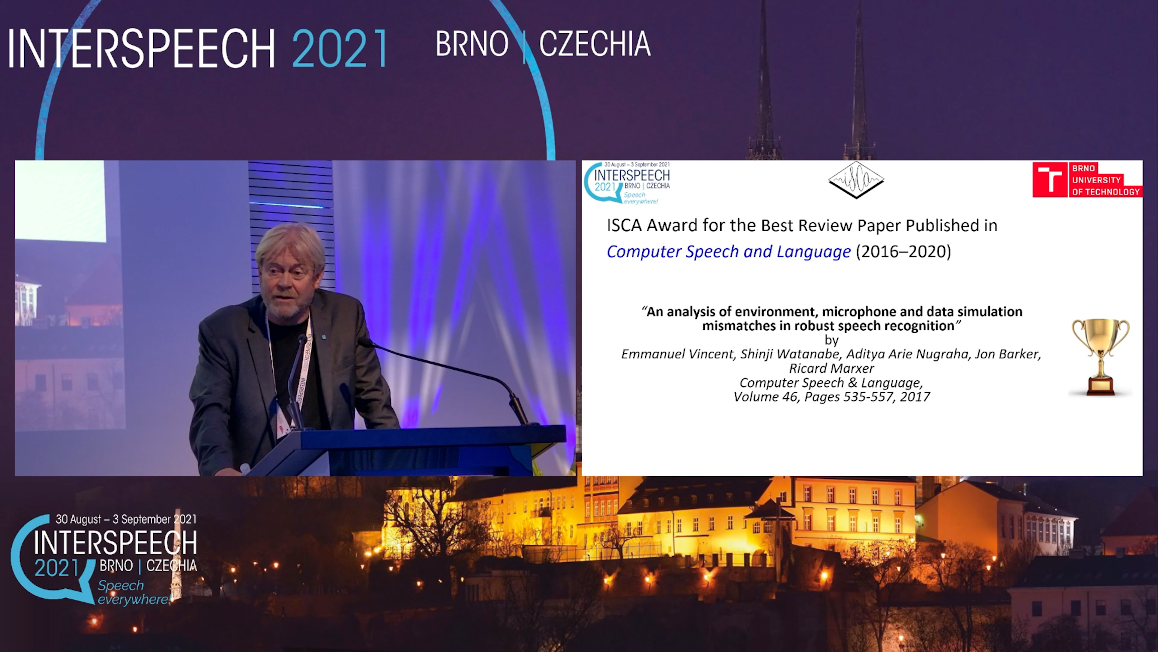 INTERSPEECH 2021
BRNO | CZECHIA
30 August – 3 September 2021
INTERSPEECH
2021 BRNO | CZECHIA
Speech
everywhere!
BRNO
UNIVERSITY
OF TECHNOLOGY
ISCA Award for the Best Review Paper Published in
Computer Speech and Language (2016–2020)
“An analysis of environment, microphone and data simulation
mismatches in robust speech recognition”
by
Emmanuel Vincent, Shinji Watanabe, Aditya Arie Nugraha, Jon Barker,
Ricard Marxer
Computer Speech & Language,
Volume 46, Pages 535-557, 2017
30 August – 3 September 2021
INTERSPEECH
2021 BRNO | CZECHIA
Speech
everywhere!